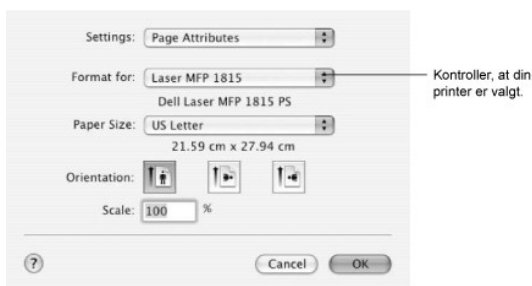 Settings: Page Attributes
Format for: Laser MFP 1815
Dell Laser MFP 1815 PS
Paper Size: US Letter
21.59 cm x 27.94 cm
Orientation:
Scale: 100 %
? Cancel OK
Kontroller, at din
printer er valgt.